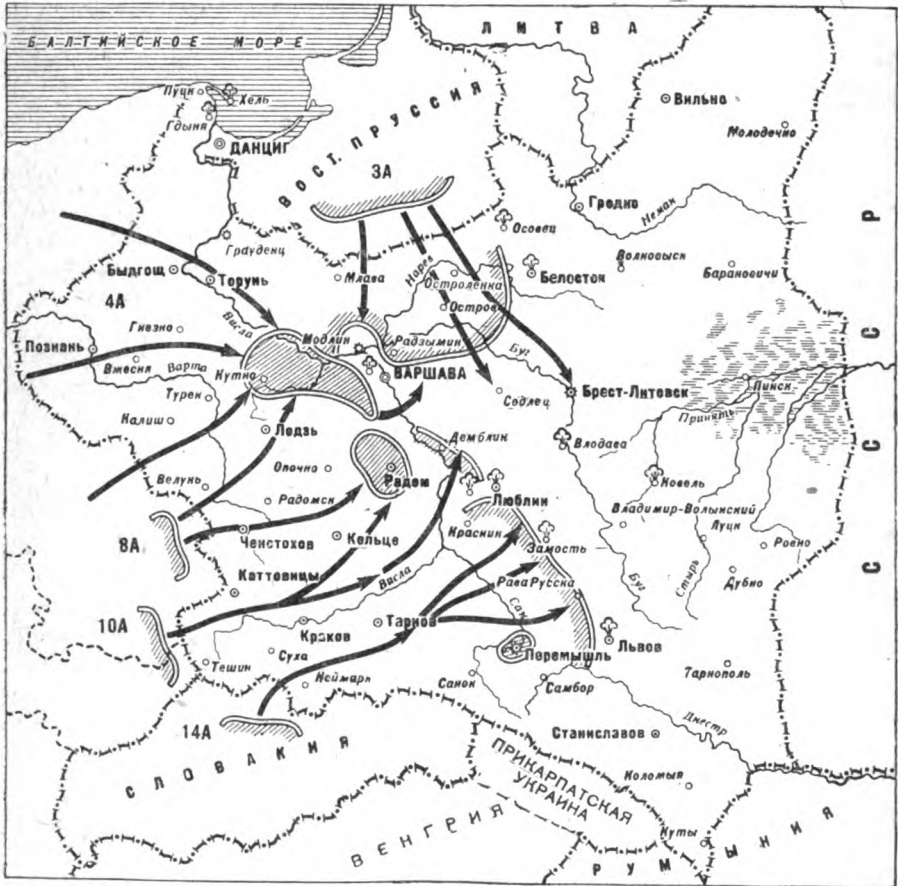 БАЛТИЙСКОЕ МОРЕ
ЛИТВА
Пуцк
Хель
Гдыня
ДАНЦИГ
ВОСТ. ПРУССИЯ
Вильно
Молодечно
3А
Гродно
Неман
Грауденц
Осовец
Быдгощ
Торунь
Млава
Нарев
Остроленка
Белосток
Волковыск
Барановичи
4А
Гнезно
Висла
Модлин
Остров
Радзымин
Буг
Познань
Вжесня
Варта
Кутно
ВАРШАВА
Седлец
Брест-Литовск
Пинск
Припять
Турек
Калиш
Лодзь
Демблин
Влодава
Велунь
Опочно
Радом
Ковель
Радомск
Люблин
Владимир-Волынский
Луцк
8А
Ченстохов
Кельце
Красник
Замость
Ровно
Каттовицы
Висла
Рава Русска
Буг
Стырь
Дубно
10А
Краков
Тарнов
Сан
Львов
Тешин
Суха
Перемышль
Тарнополь
Неймарк
Санок
Самбор
14А
Днестр
СЛОВАКИЯ
Станиславов
ПРИКАРПАТСКАЯ
УКРАИНА
Коломыя
ВЕНГРИЯ
Куты
РУМЫНИЯ
СССР